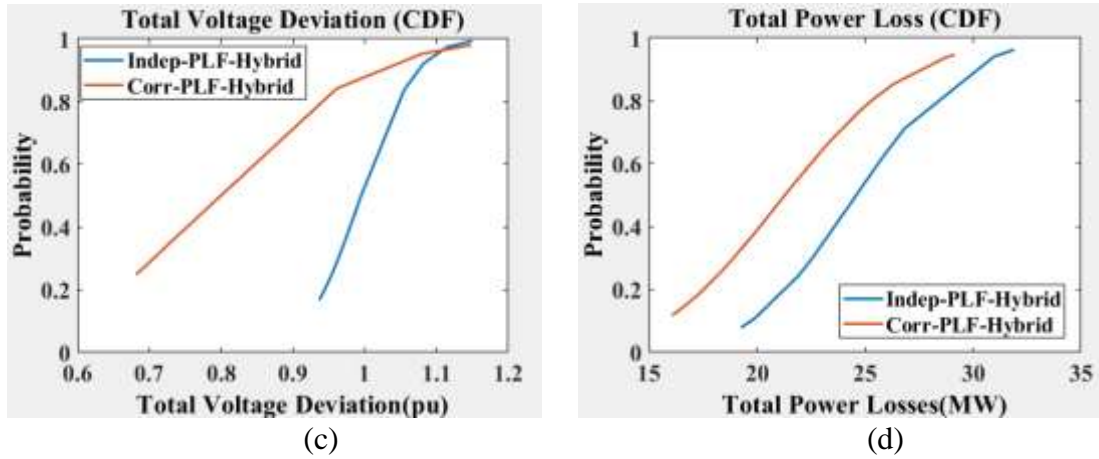 Total Voltage Deviation (CDF)
1
0.8
0.6
0.4
0.2
0
Probability
Indep-PLF-Hybrid
Corr-PLF-Hybrid
0.6 0.7 0.8 0.9 1 1.1 1.2
Total Voltage Deviation(pu)
(c)
Total Power Loss (CDF)
1
0.8
0.6
0.4
0.2
0
Probability
Indep-PLF-Hybrid
Corr-PLF-Hybrid
15 20 25 30 35
Total Power Losses(MW)
(d)